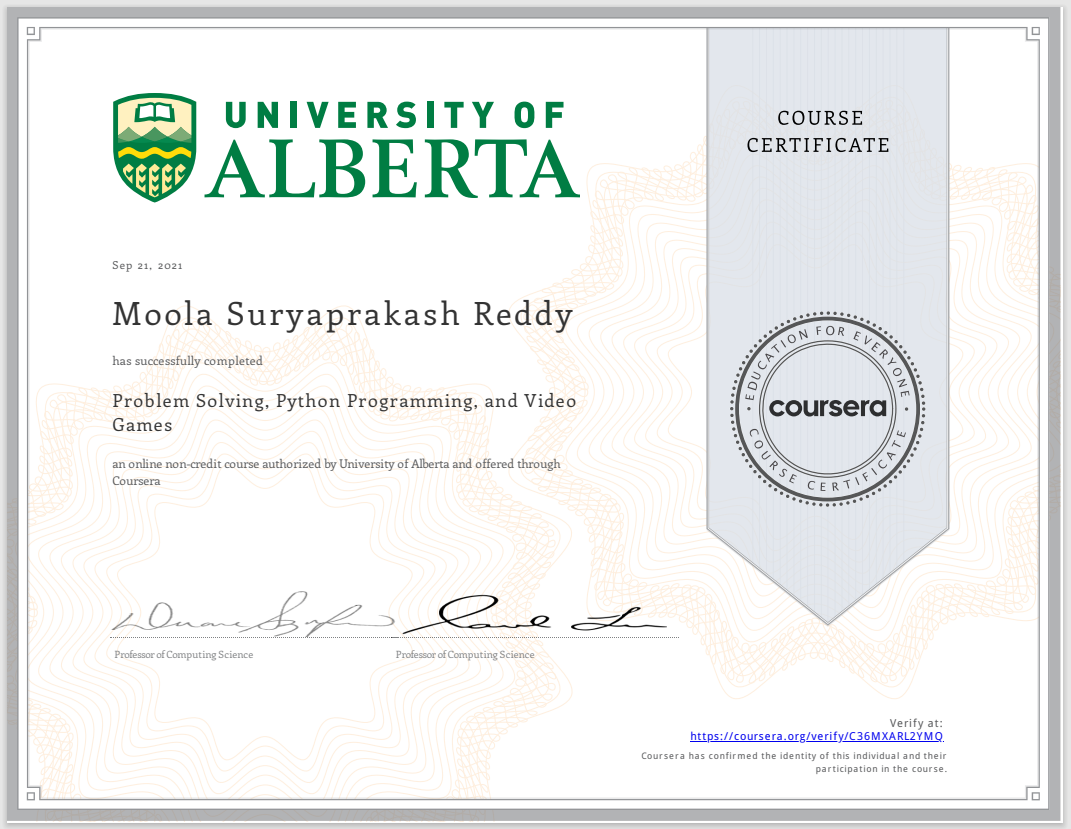 UNIVERSITY OF
ALBERTA
COURSE
CERTIFICATE
Sep 21, 2021
Moola Suryaprakash Reddy
has successfully completed
Problem Solving, Python Programming, and Video
Games
an online non-credit course authorized by University of Alberta and offered through
Coursera
EDUCATION FOR EVERYONE
coursera
COURSE CERTIFICATE
Professor of Computing Science
Professor of Computing Science
Verify at:
https://coursera.org/verify/C36MXARL2YMQ
Coursera has confirmed the identity of this individual and their
participation in the course.